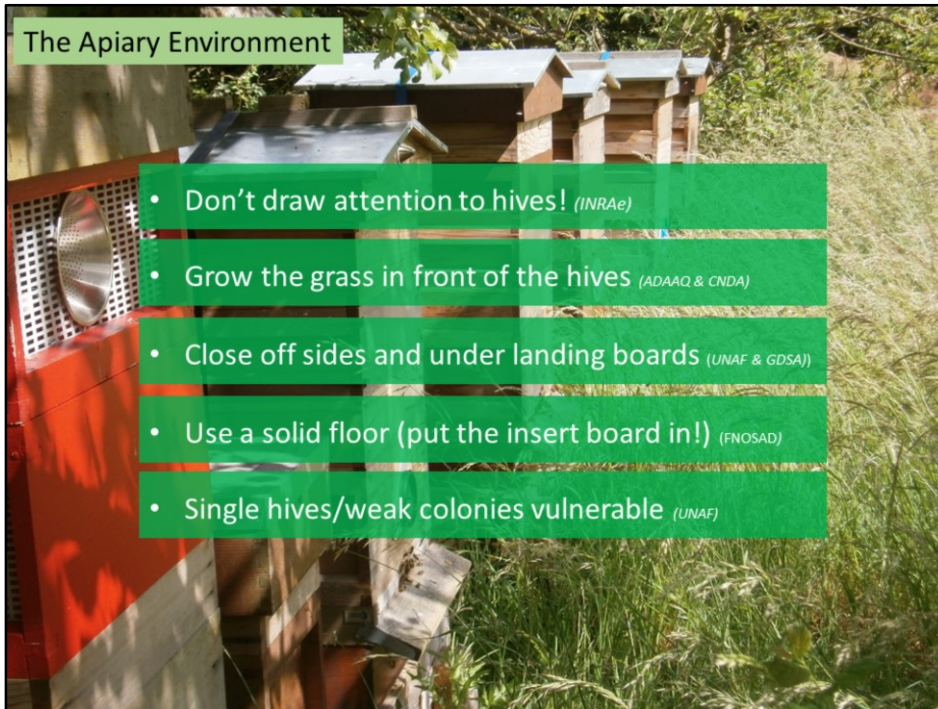 The Apiary Environment
• Don’t draw attention to hives! (INRAe)
• Grow the grass in front of the hives (ADAAQ & CNDA)
• Close off sides and under landing boards (UNAF & GDSA))
• Use a solid floor (put the insert board in!) (FNOSAD)
• Single hives/weak colonies vulnerable (UNAF)